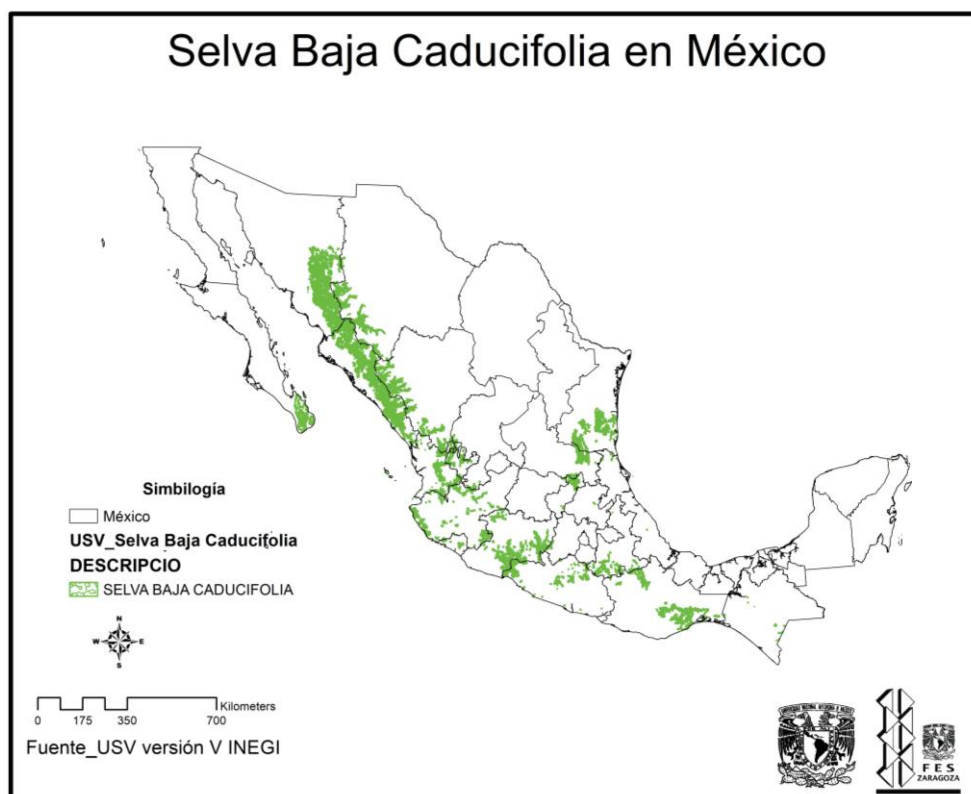 Selva Baja Caducifolia en México
Simbilogía
México
USV_Selva Baja Caducifolia
DESCRIPCIO
SELVA BAJA CADUCIFOLIA
N
W E
S
Kilometers
0 175 350 700
Fuente_USV versión V INEGI
FES
ZARAGOZA